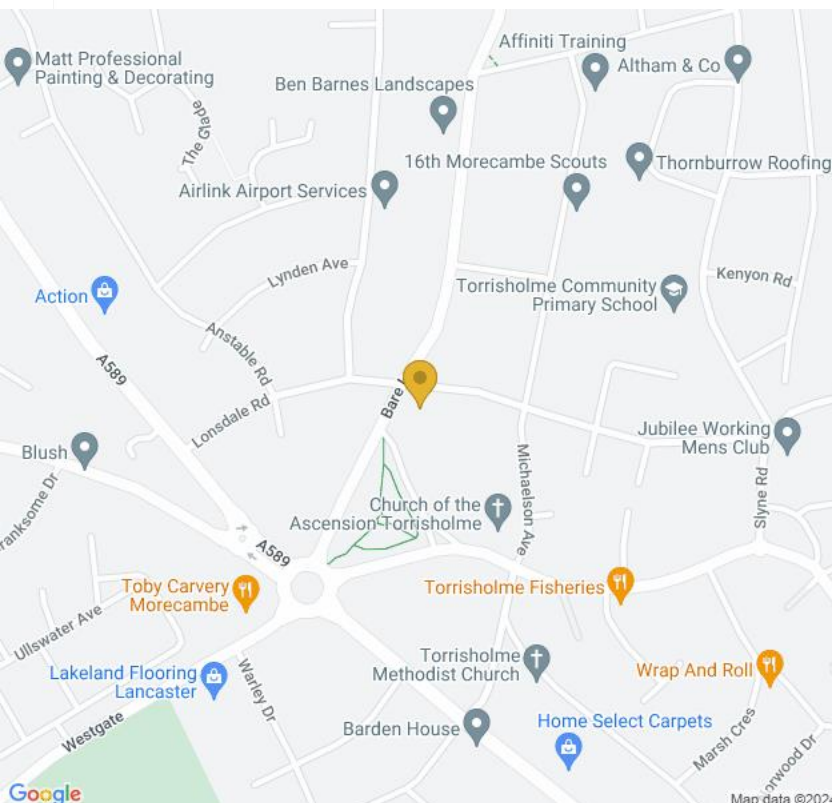 Affiniti Training
Matt Professional
Painting & Decorating
Altham & Co
Ben Barnes Landscapes
The Glade
16th Morecambe Scouts
Thornburrow Roofing
Airlink Airport Services
Lynden Ave
Torrisholme Community
Primary School
Kenyon Rd
Action
Anstable Rd
A589
Bare
Lonsdale Rd
Jubilee Working
Mens Club
Blush
Michaelson Ave
Slyne Rd
Church of the
Ascension Torrisholme
A589
Toby Carvery
Morecambe
Torrisholme Fisheries
Ullswater Ave
Torrisholme
Methodist Church
Wrap And Roll
Lakeland Flooring
Lancaster
Warley Dr
Westgate
Barden House
Home Select Carpets
Marsh Cres
Google
Map data ©2024